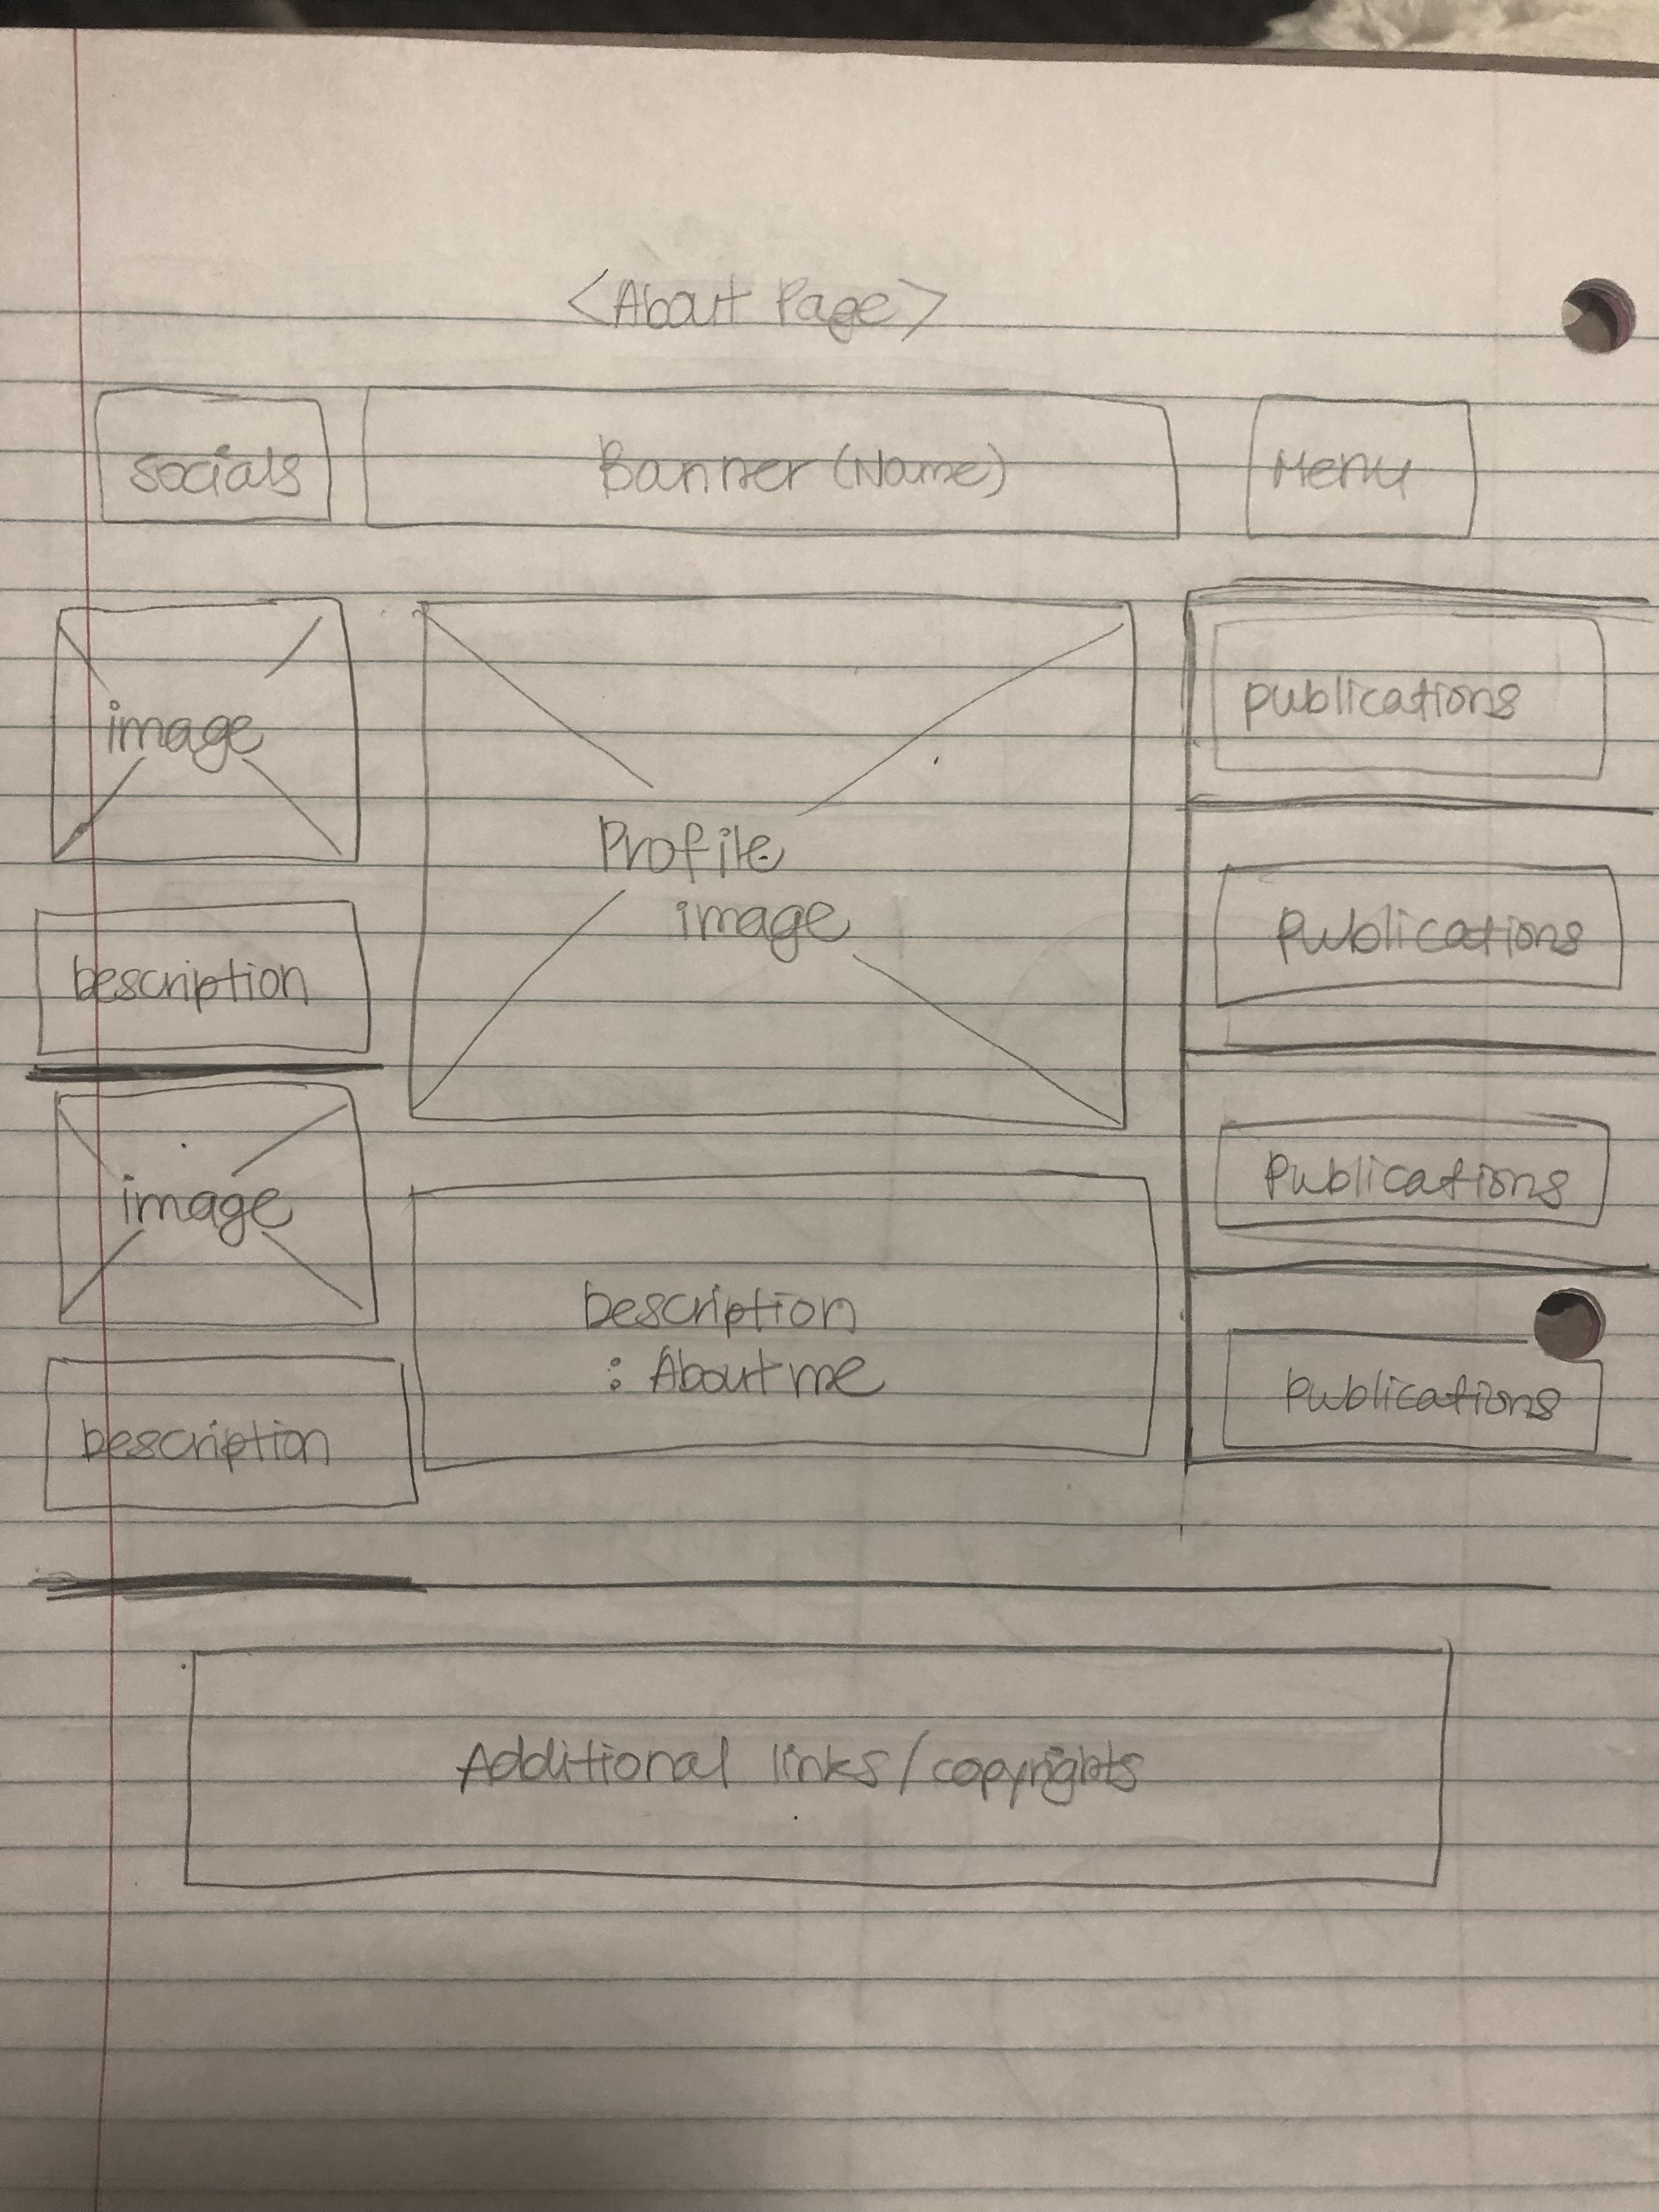 <About Page>
socials
Banner (Name)
Menu
image
Profile
image
publications
Description
Publications
image
Publications
Description
: About me
Description
Publications
Additional links/copyrights